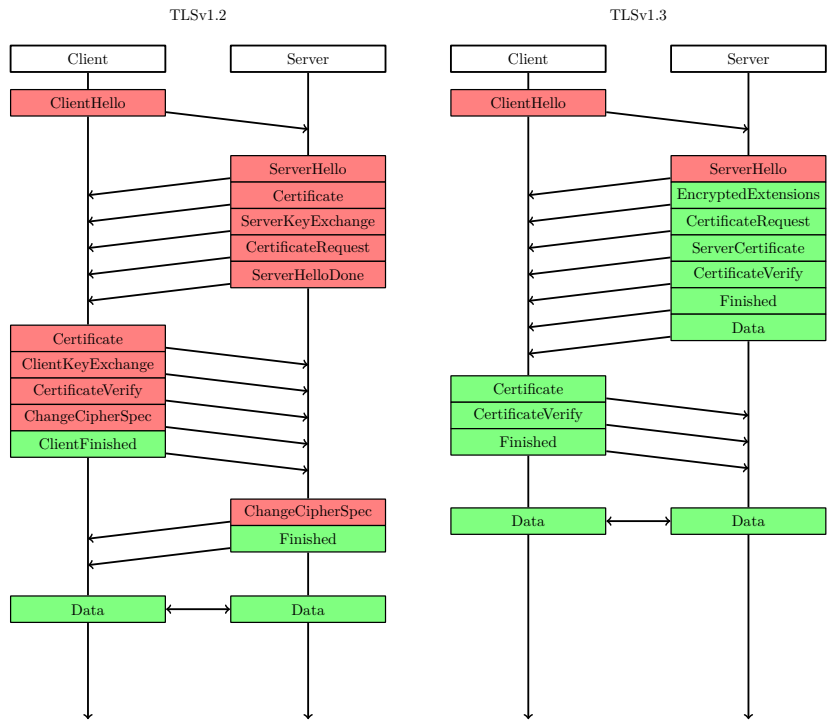 TLSv1.2
Client
Server
ClientHello
ServerHello
Certificate
ServerKeyExchange
CertificateRequest
ServerHelloDone
Certificate
ClientKeyExchange
CertificateVerify
ChangeCipherSpec
ClientFinished
ChangeCipherSpec
Finished
Data
Data
TLSv1.3
Client
Server
ClientHello
ServerHello
EncryptedExtensions
CertificateRequest
ServerCertificate
CertificateVerify
Finished
Data
Certificate
CertificateVerify
Finished
Data
Data